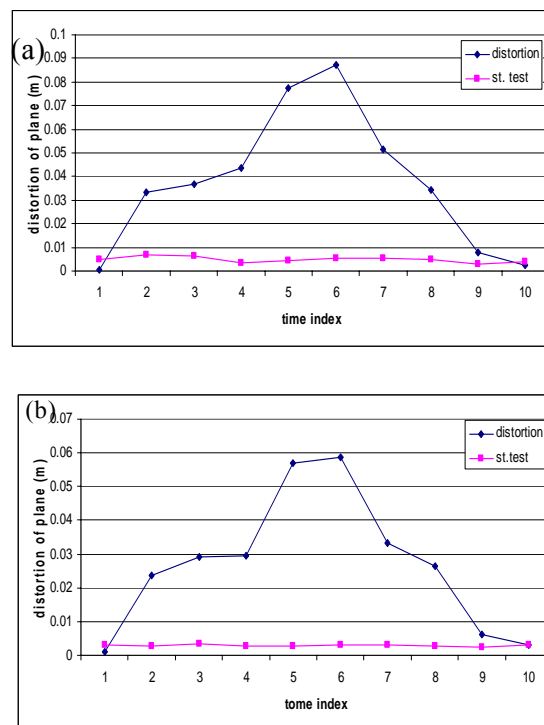 (a)
0.1
0.09
0.08
0.07
0.06
0.05
0.04
0.03
0.02
0.01
0
distortion of plane (m)
distortion
st. test
1 2 3 4 5 6 7 8 9 10
time index
(b)
0.07
0.06
0.05
0.04
0.03
0.02
0.01
0
distortion of plane (m)
distortion
st.test
1 2 3 4 5 6 7 8 9 10
tome index